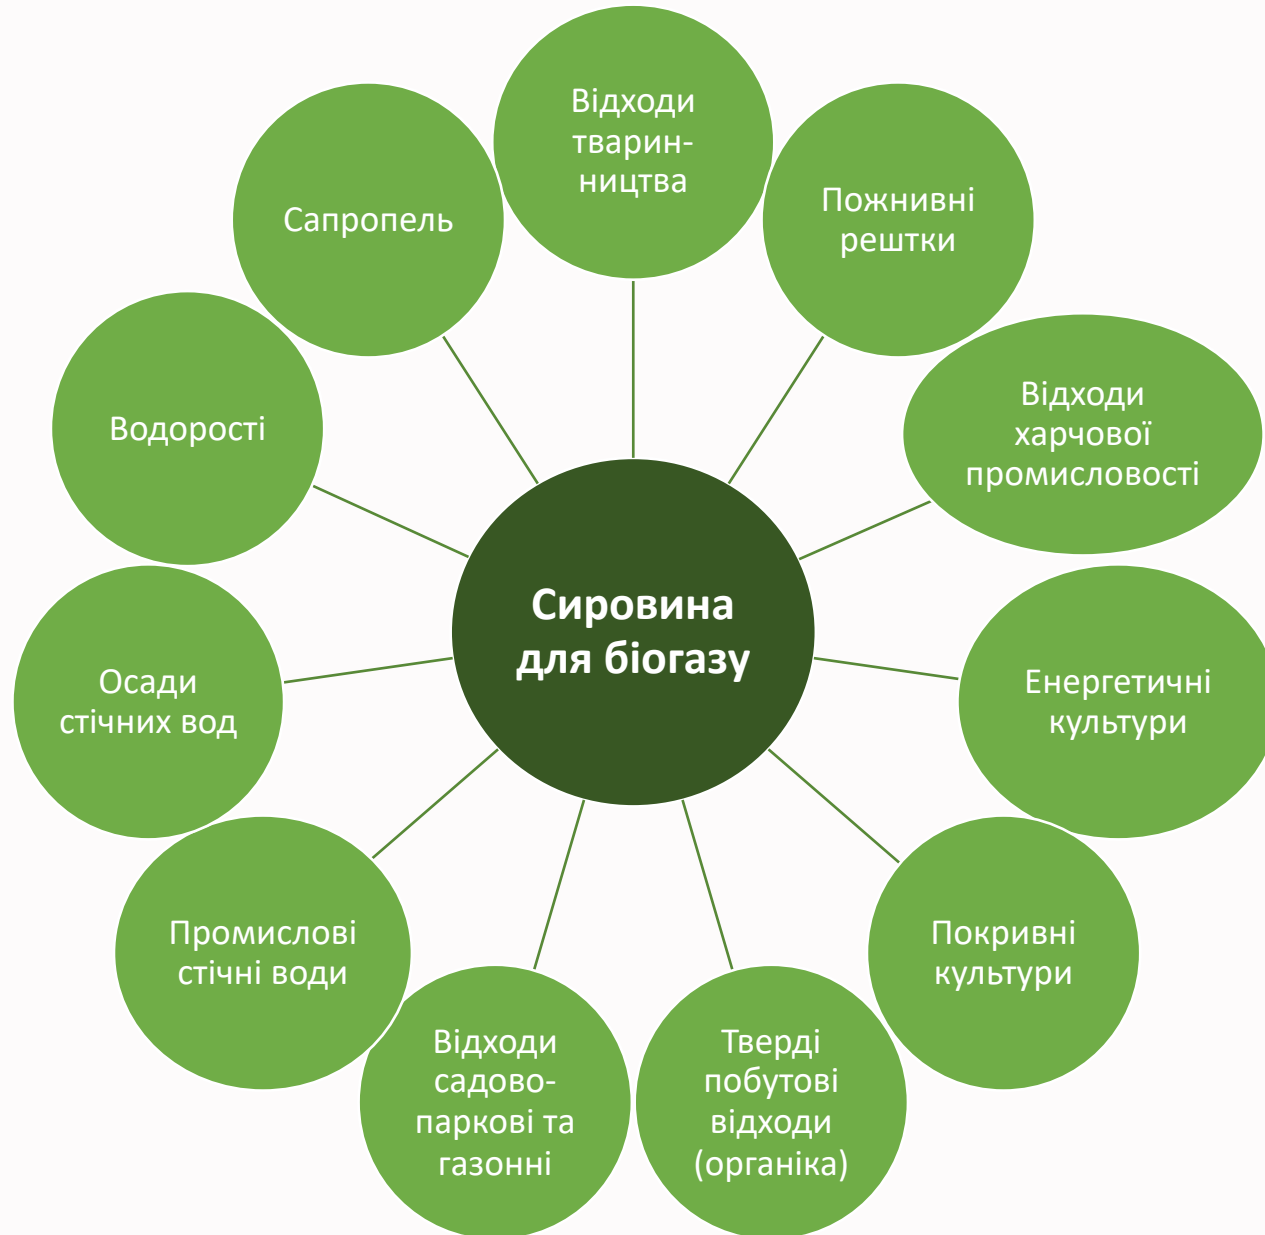 Відходи
тварин-
ництва
Пожнивні
рештки
Відходи
харчової
промисловості
Енергетичні
культури
Покривні
культури
Тверді
побутові
відходи
(органіка)
Відходи
садово-
паркові та
газонні
Промислові
стічні води
Осади
стічних вод
Водорості
Сапропель
Сировина
для біогазу